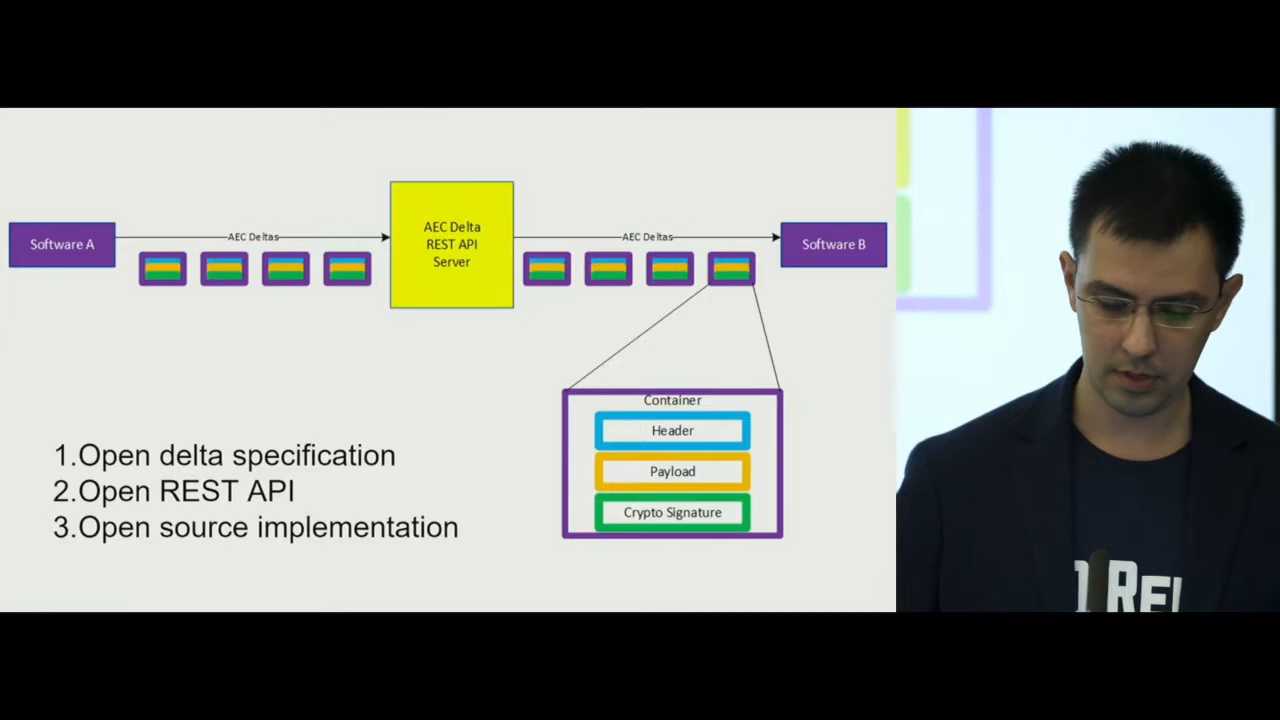 Software A
AEC Deltas
AEC Delta
REST API
Server
AEC Deltas
Software B
Container
Header
Payload
Crypto Signature
1.Open delta specification
2.Open REST API
3.Open source implementation